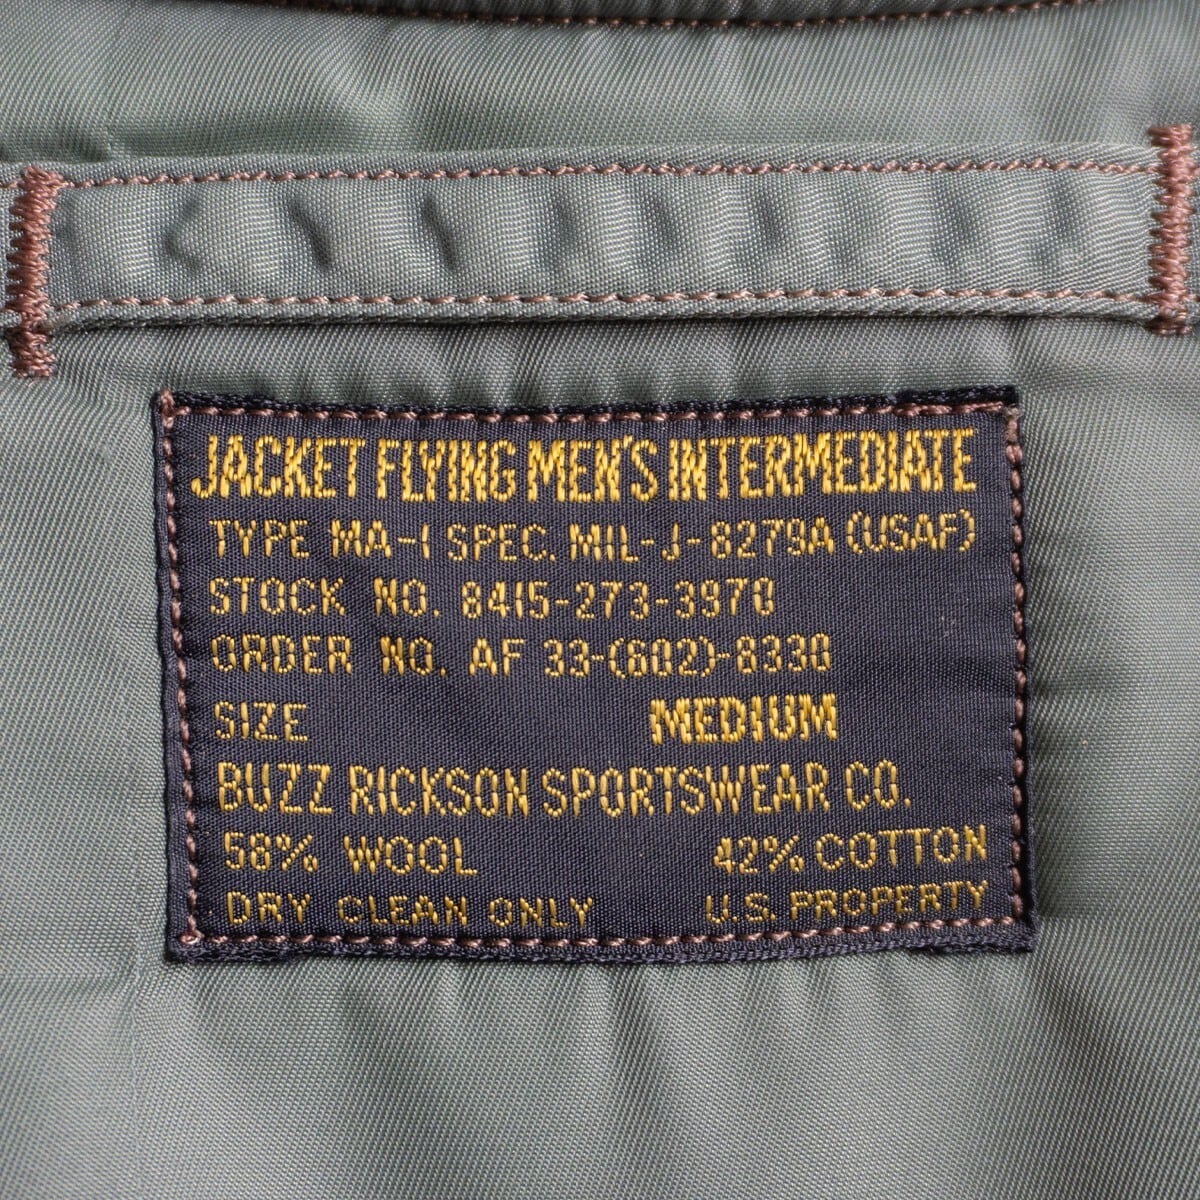 JACKET FLYING MEN'S INTERMEDIATE
TYPE MA-1 SPEC. MIL-J-8279A (USAF)
STOCK NO. 8415-273-3970
ORDER NO. AF 33-(602)-8330
SIZE MEDIUM
BUZZ RICKSON SPORTSWEAR CO.
58% WOOL 42% COTTON
DRY CLEAN ONLY U.S. PROPERTY